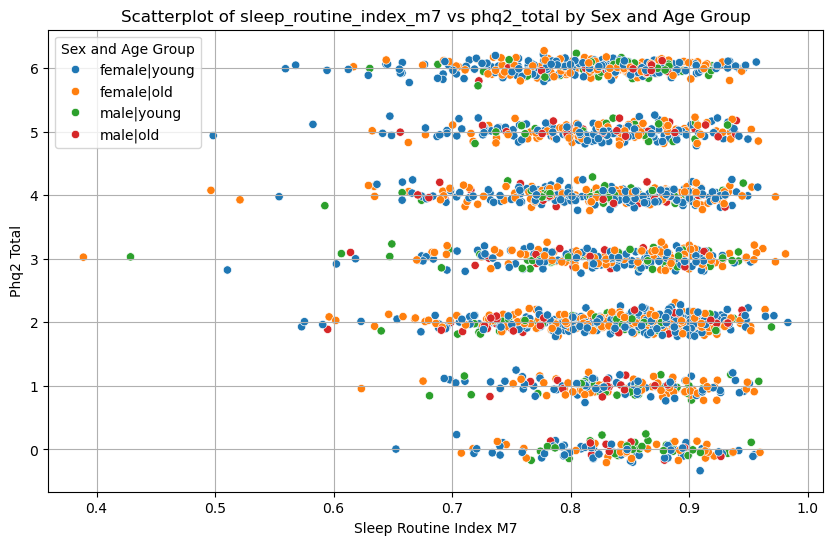 Scatterplot of sleep_routine_index_m7 vs phq2_total by Sex and Age Group
Sex and Age Group
female|young
female|old
male|young
male|old
Phq2 Total
6
5
4
3
2
1
0
0.4 0.5 0.6 0.7 0.8 0.9 1.0
Sleep Routine Index M7